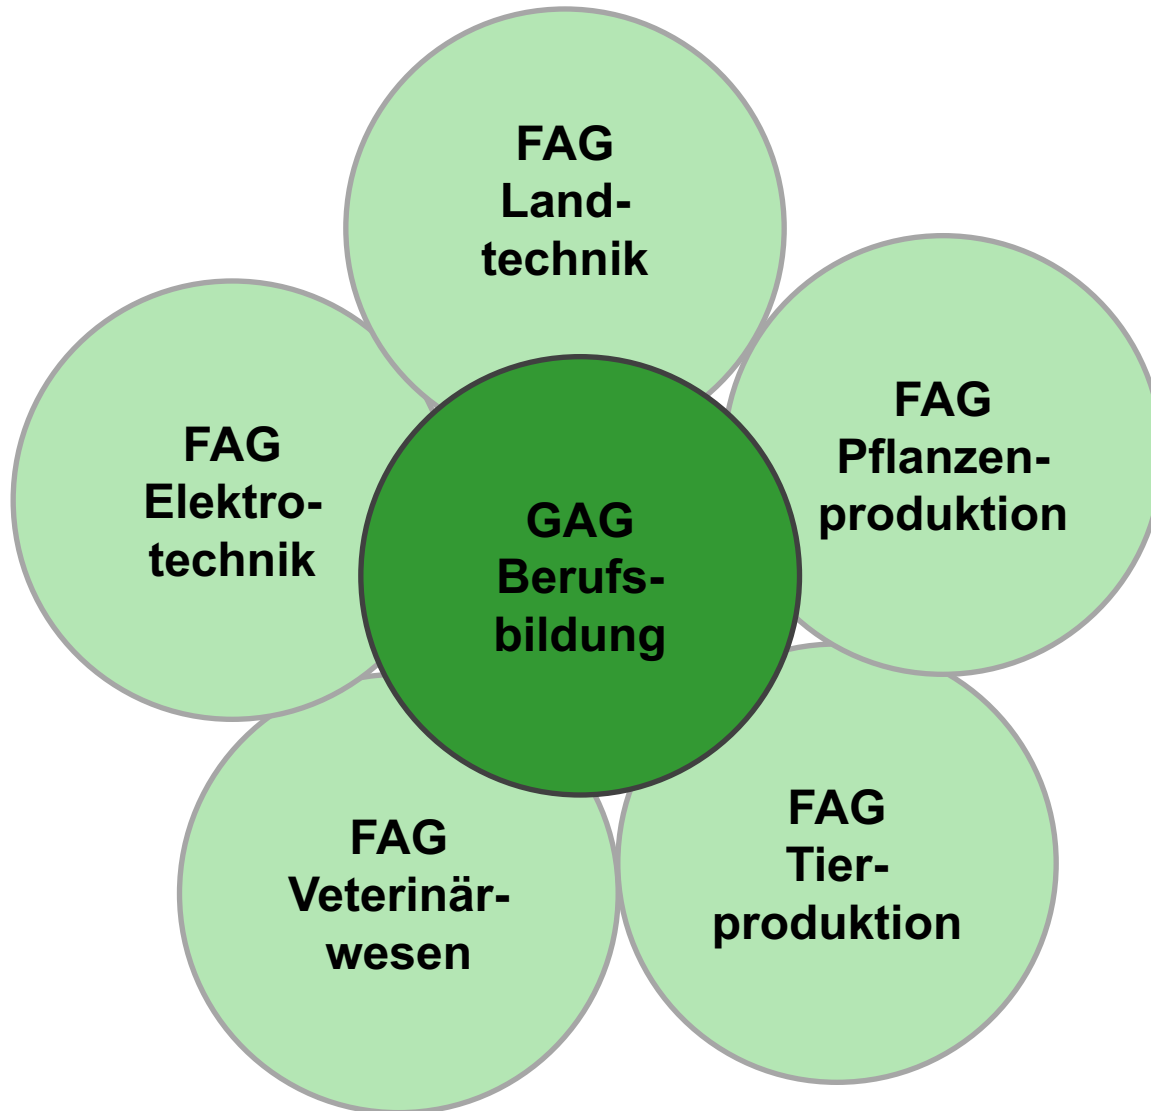 FAG
Land-
technik
FAG
Pflanzen-
produktion
FAG
Elektro-
technik
GAG
Berufs-
bildung
FAG
Tier-
produktion
FAG
Veterinär-
wesen